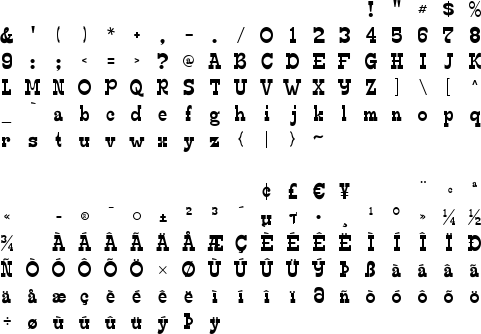 ! " # $ %
& ' ( ) * + , - . / 0 1 2 3 4 5 6 7 8
9 : ; < = > ? @ A B C D E F G H I J K
L M N O P Q R S T U V W X Y Z ] \ [ ^
_ ` a b c d e f g h i j k l m n o p q
r s t u v w x y z { | } ~
¢ £ € ¥ ¨ ª
« - © ¯ ± ² ³ ´ µ ¶ · ¸ ¹ º » ¼ ½
¾ À Á Â Ã Ä Å Æ Ç È É Ê Ë Ì Í Î Ï
Ñ Ò Ó Ô Õ Ö × Ø Ù Ú Û Ü Ý Þ ß à á â ã
ä å æ ç è é ê ë ì í î ï ñ ò ó ô õ ö
÷ ø ù ú û ü ý Þ ÿ